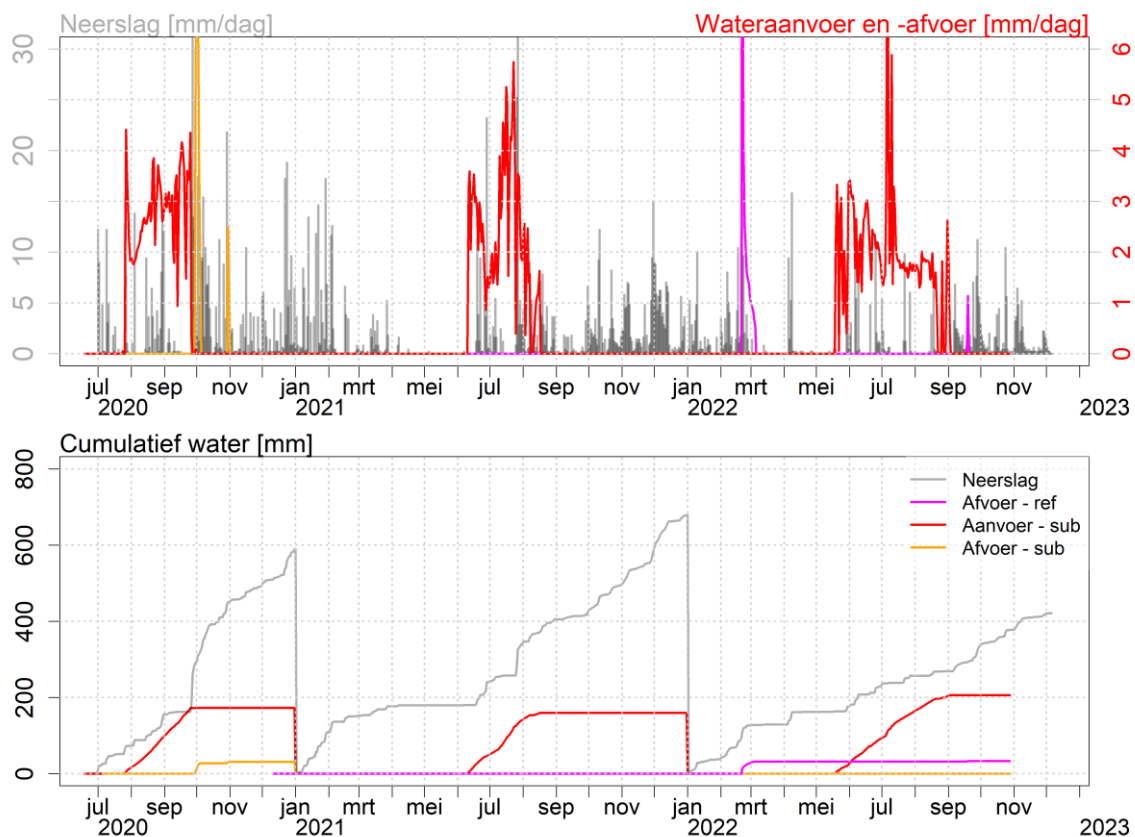 Neerslag [mm/dag]
Wateraanvoer en -afvoer [mm/dag]
30
20
10
5
0
6
5
4
3
2
1
0
jul sep nov jan mrt mei jul sep nov jan mrt mei jul sep nov
2020 2021 2022 2023
Cumulatief water [mm]
800
600
400
200
0
Neerslag
Afvoer - ref
Aanvoer - sub
Afvoer - sub
jul sep nov jan mrt mei jul sep nov jan mrt mei jul sep nov
2020 2021 2022 2023